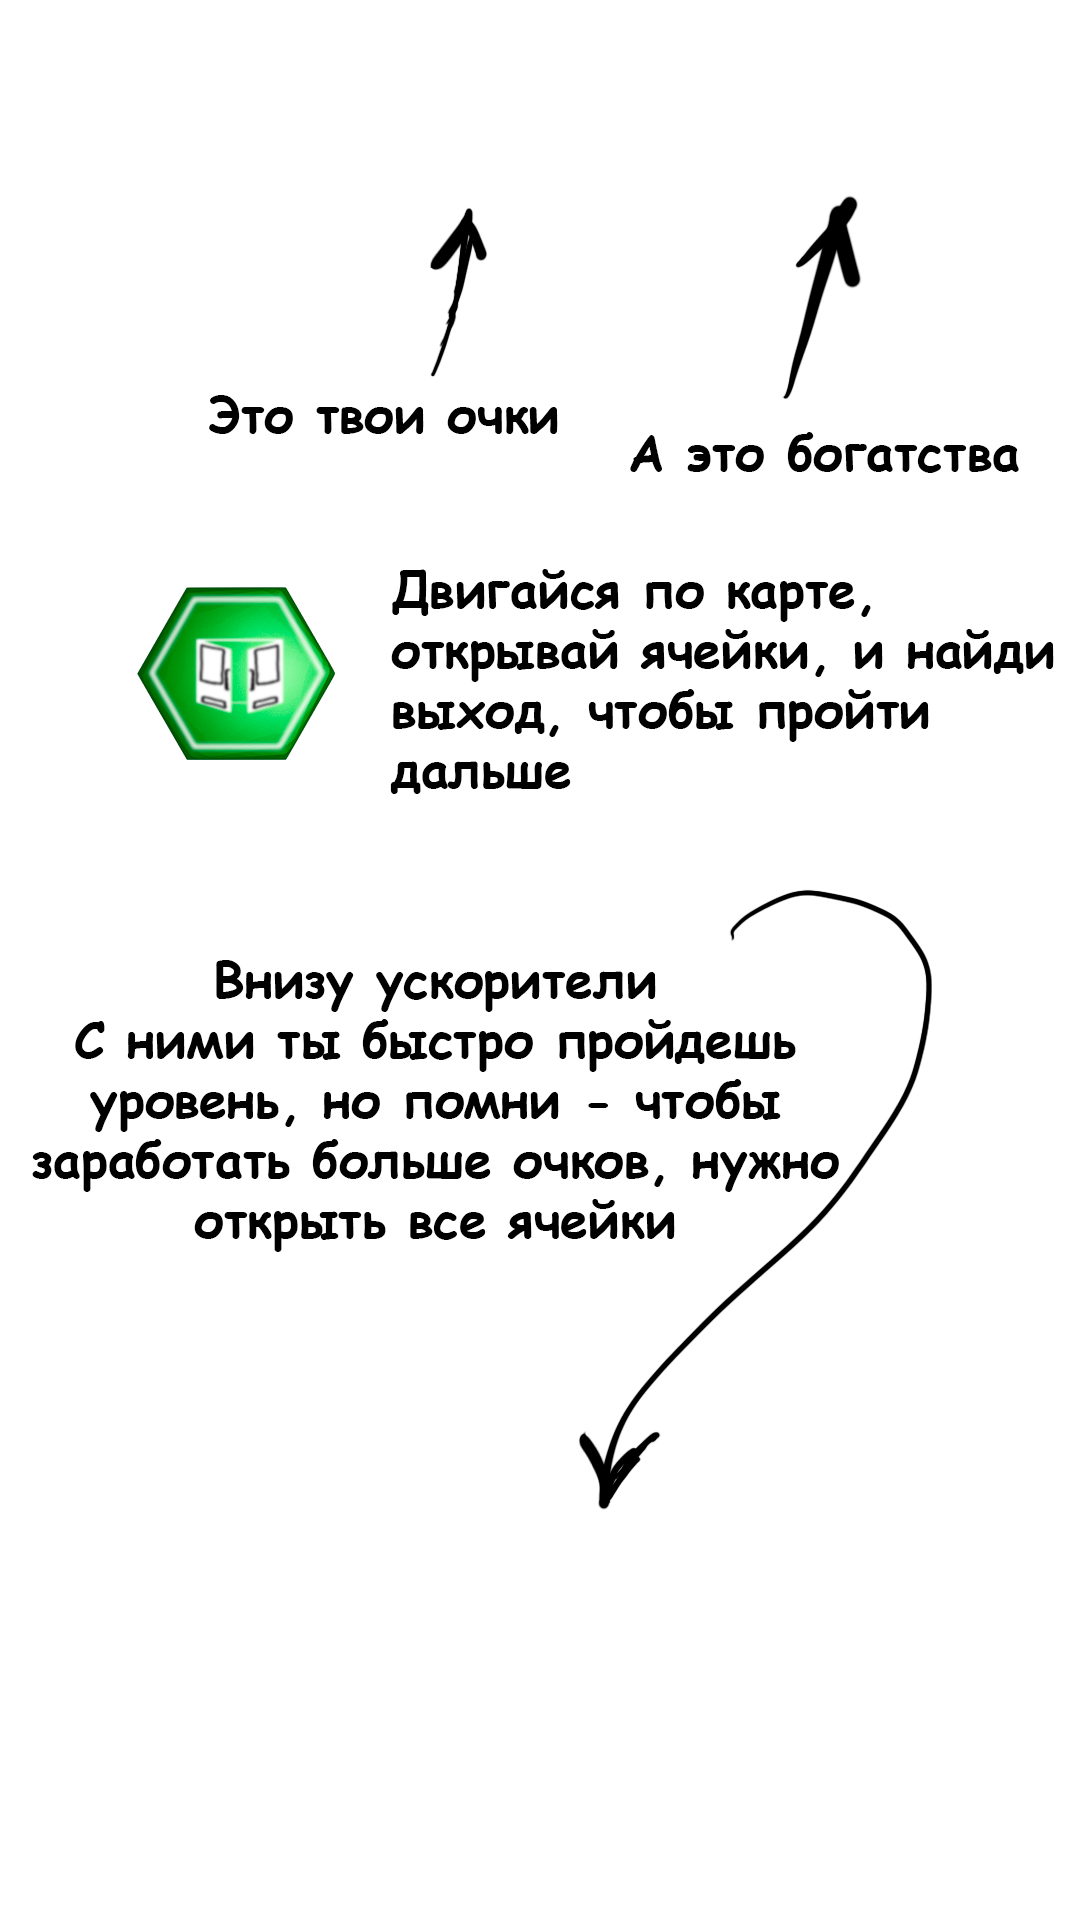 Это твои очки
А это богатства
Двигайся по карте,
открывай ячейки, и найди
выход, чтобы пройти
дальше
Внизу ускорители
С ними ты быстро пройдешь
уровень, но помни - чтобы
заработать больше очков, нужно
открыть все ячейки